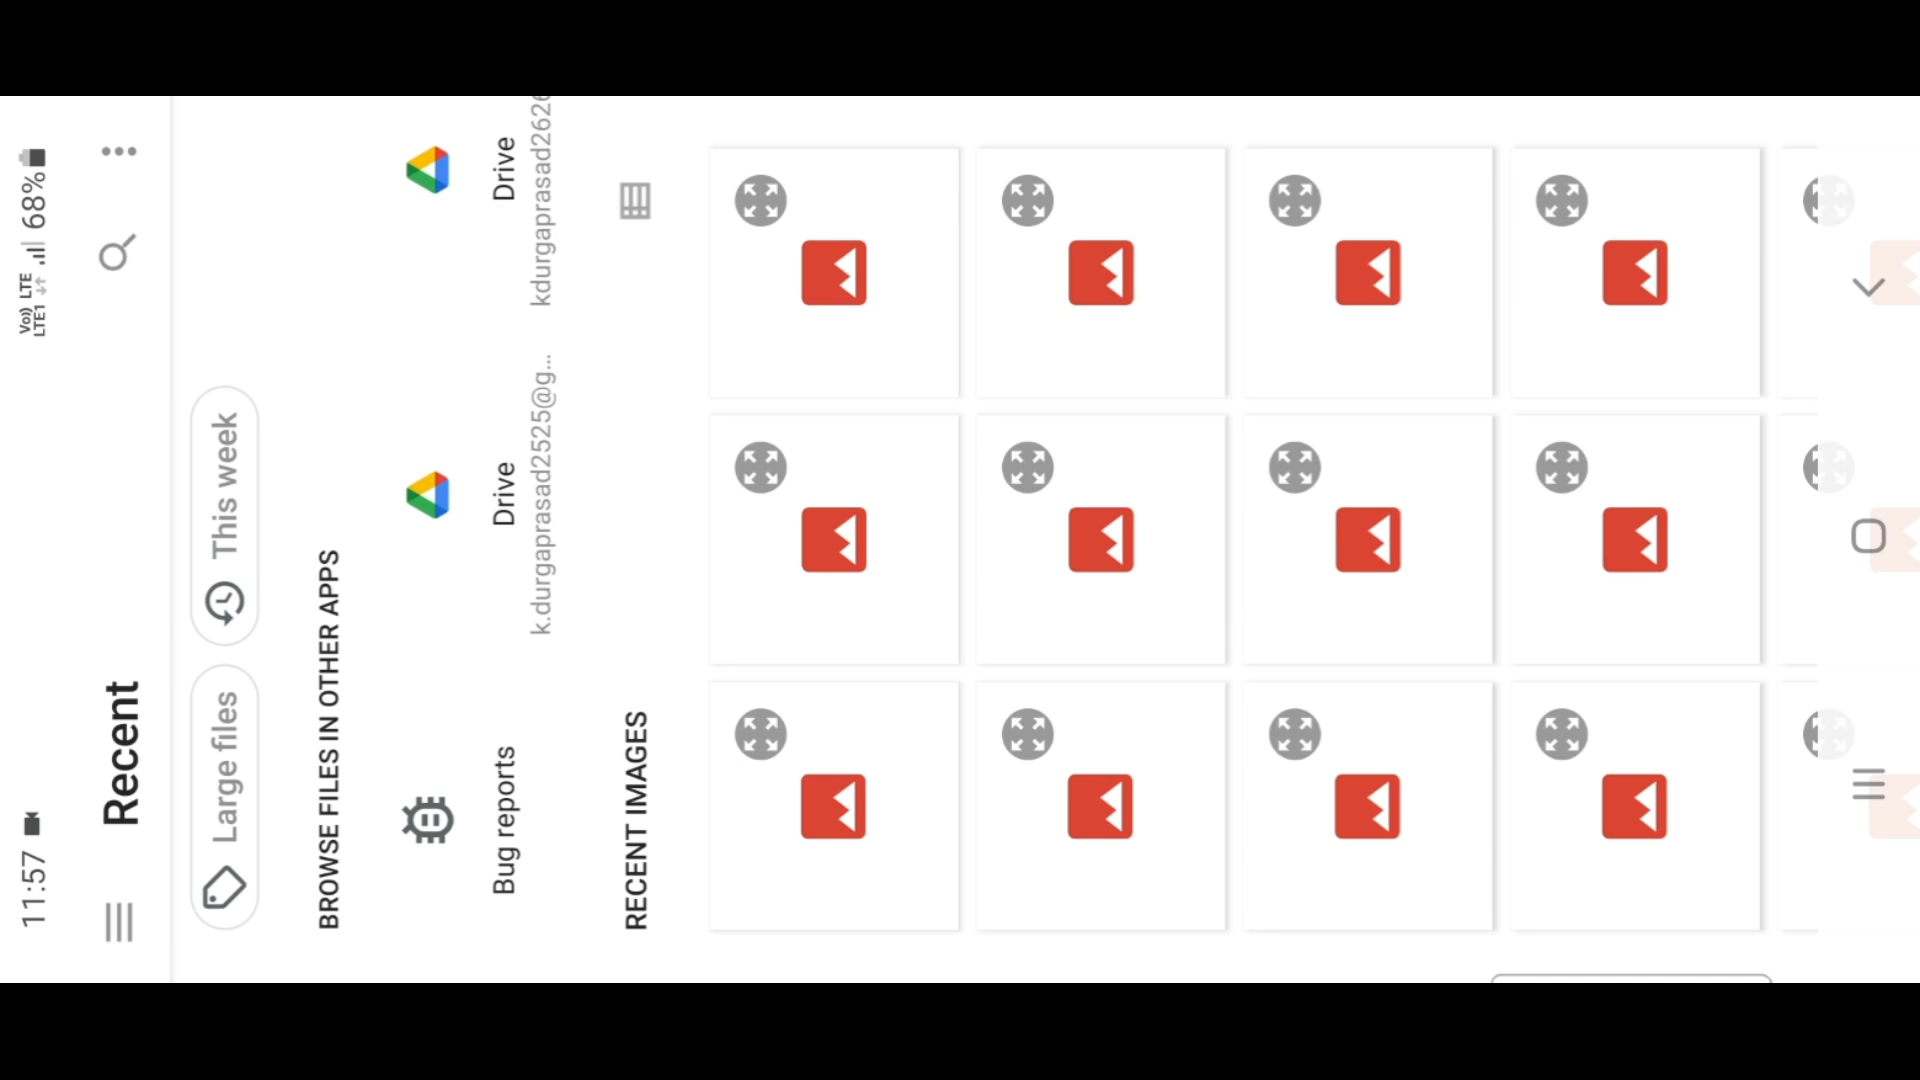 11:57
Vo)) LTE
LTE1
68%
Recent
Large files
This week
BROWSE FILES IN OTHER APPS
Bug reports
Drive
k.durgaprasad2525@g...
Drive
kdurgaprasad262
RECENT IMAGES